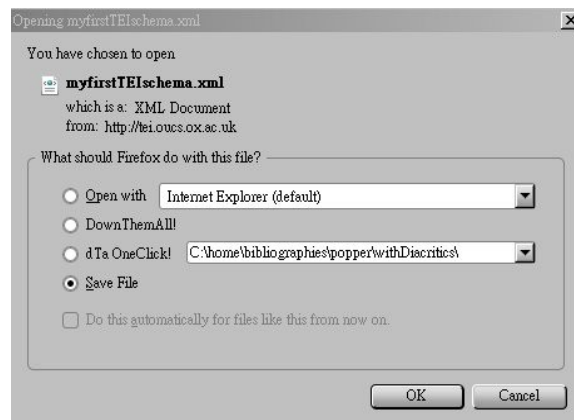 Opening myfirstTEIschema.xml
You have chosen to open
myfirstTEIschema.xml
which is a: XML Document
from: http://tei.oucs.ox.ac.uk
What should Firefox do with this file?
Open with Internet Explorer (default)
DownThemAll!
dTa OneClick! C:\home\bibliographies\popper\withDiacritics\
Save File
Do this automatically for files like this from now on.
OK Cancel